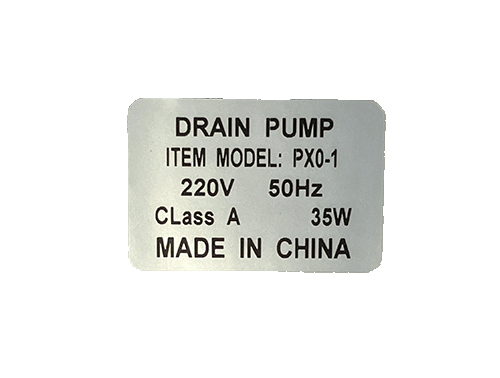 DRAIN PUMP
ITEM MODEL: PX0-1
220V 50Hz
CLass A 35W
MADE IN CHINA